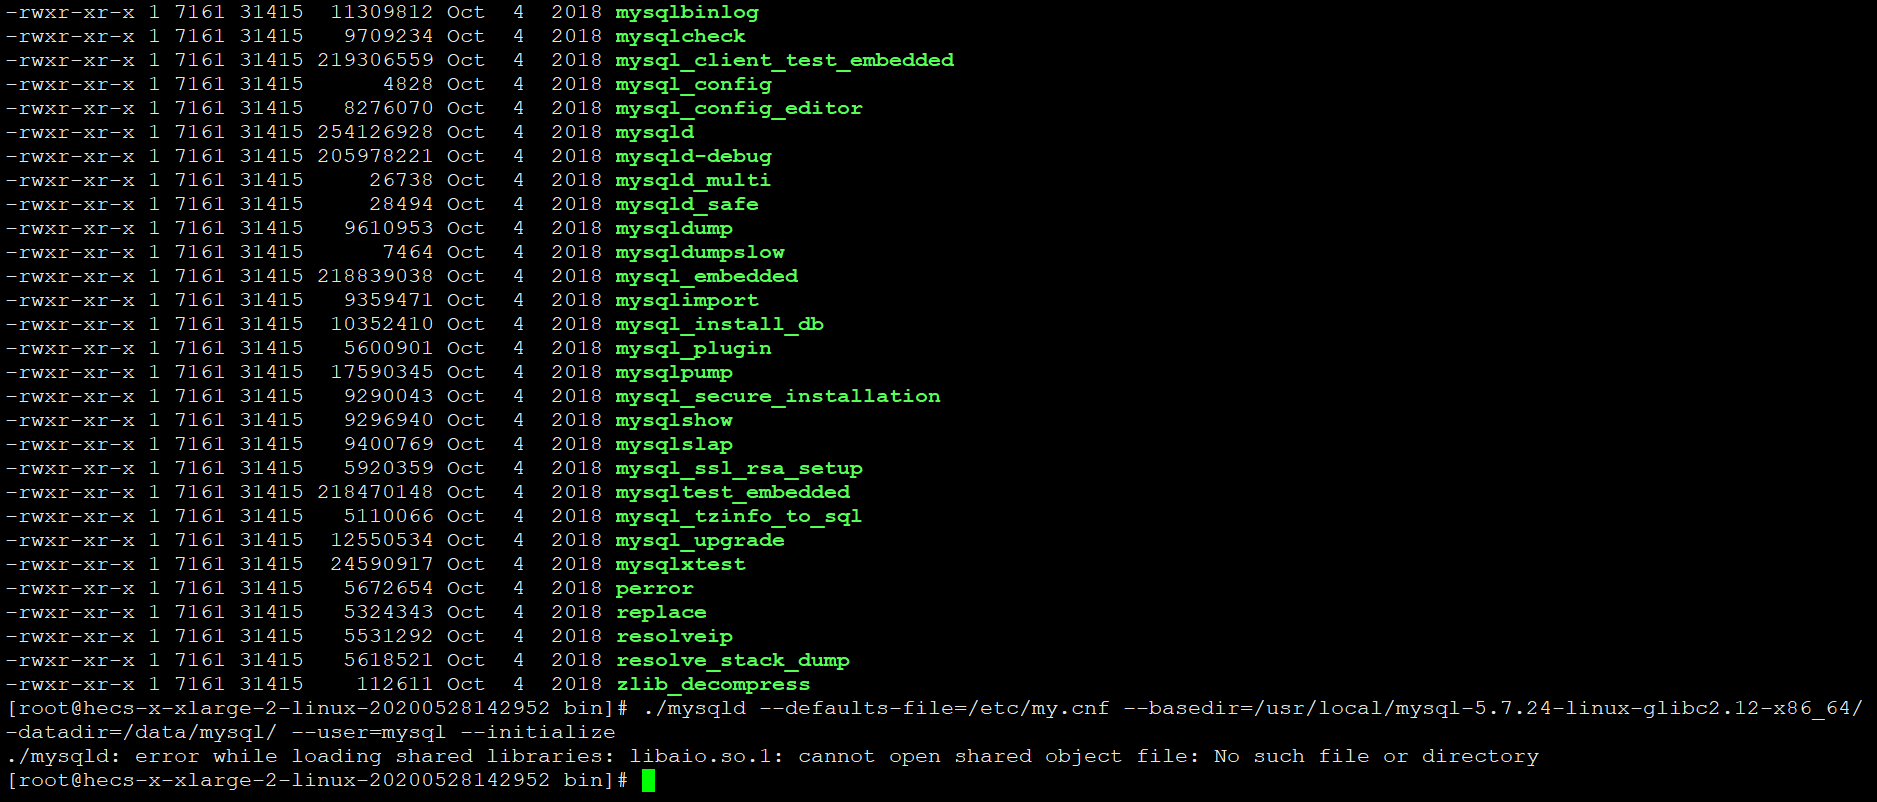 -rwxr-xr-x 1 7161 31415  11309812 Oct  4  2018 mysqlbinlog
-rwxr-xr-x 1 7161 31415   9709234 Oct  4  2018 mysqlcheck
-rwxr-xr-x 1 7161 31415 219306559 Oct  4  2018 mysql_client_test_embedded
-rwxr-xr-x 1 7161 31415      4828 Oct  4  2018 mysql_config
-rwxr-xr-x 1 7161 31415   8276070 Oct  4  2018 mysql_config_editor
-rwxr-xr-x 1 7161 31415 254126928 Oct  4  2018 mysqld
-rwxr-xr-x 1 7161 31415 205978221 Oct  4  2018 mysqld-debug
-rwxr-xr-x 1 7161 31415     26738 Oct  4  2018 mysqld_multi
-rwxr-xr-x 1 7161 31415     28494 Oct  4  2018 mysqld_safe
-rwxr-xr-x 1 7161 31415   9610953 Oct  4  2018 mysqldump
-rwxr-xr-x 1 7161 31415      7464 Oct  4  2018 mysqldumpslow
-rwxr-xr-x 1 7161 31415 218839038 Oct  4  2018 mysql_embedded
-rwxr-xr-x 1 7161 31415   9359471 Oct  4  2018 mysqlimport
-rwxr-xr-x 1 7161 31415  10352410 Oct  4  2018 mysql_install_db
-rwxr-xr-x 1 7161 31415   5600901 Oct  4  2018 mysql_plugin
-rwxr-xr-x 1 7161 31415  17590345 Oct  4  2018 mysqlpump
-rwxr-xr-x 1 7161 31415   9290043 Oct  4  2018 mysql_secure_installation
-rwxr-xr-x 1 7161 31415   9296940 Oct  4  2018 mysqlshow
-rwxr-xr-x 1 7161 31415   9400769 Oct  4  2018 mysqlslap
-rwxr-xr-x 1 7161 31415   5920359 Oct  4  2018 mysql_ssl_rsa_setup
-rwxr-xr-x 1 7161 31415 218470148 Oct  4  2018 mysqltest_embedded
-rwxr-xr-x 1 7161 31415   5110066 Oct  4  2018 mysql_tzinfo_to_sql
-rwxr-xr-x 1 7161 31415  12550534 Oct  4  2018 mysql_upgrade
-rwxr-xr-x 1 7161 31415  24590917 Oct  4  2018 mysqlxtest
-rwxr-xr-x 1 7161 31415   5672654 Oct  4  2018 perror
-rwxr-xr-x 1 7161 31415   5324343 Oct  4  2018 replace
-rwxr-xr-x 1 7161 31415   5531292 Oct  4  2018 resolveip
-rwxr-xr-x 1 7161 31415   5618521 Oct  4  2018 resolve_stack_dump
-rwxr-xr-x 1 7161 31415    112611 Oct  4  2018 zlib_decompress
[root@hecs-x-xlarge-2-linux-20200528142952 bin]# ./mysqld --defaults-file=/etc/my.cnf --basedir=/usr/local/mysql-5.7.24-linux-glibc2.12-x86_64/
-datadir=/data/mysql/ --user=mysql --initialize
./mysqld: error while loading shared libraries: libaio.so.1: cannot open shared object file: No such file or directory
[root@hecs-x-xlarge-2-linux-20200528142952 bin]#